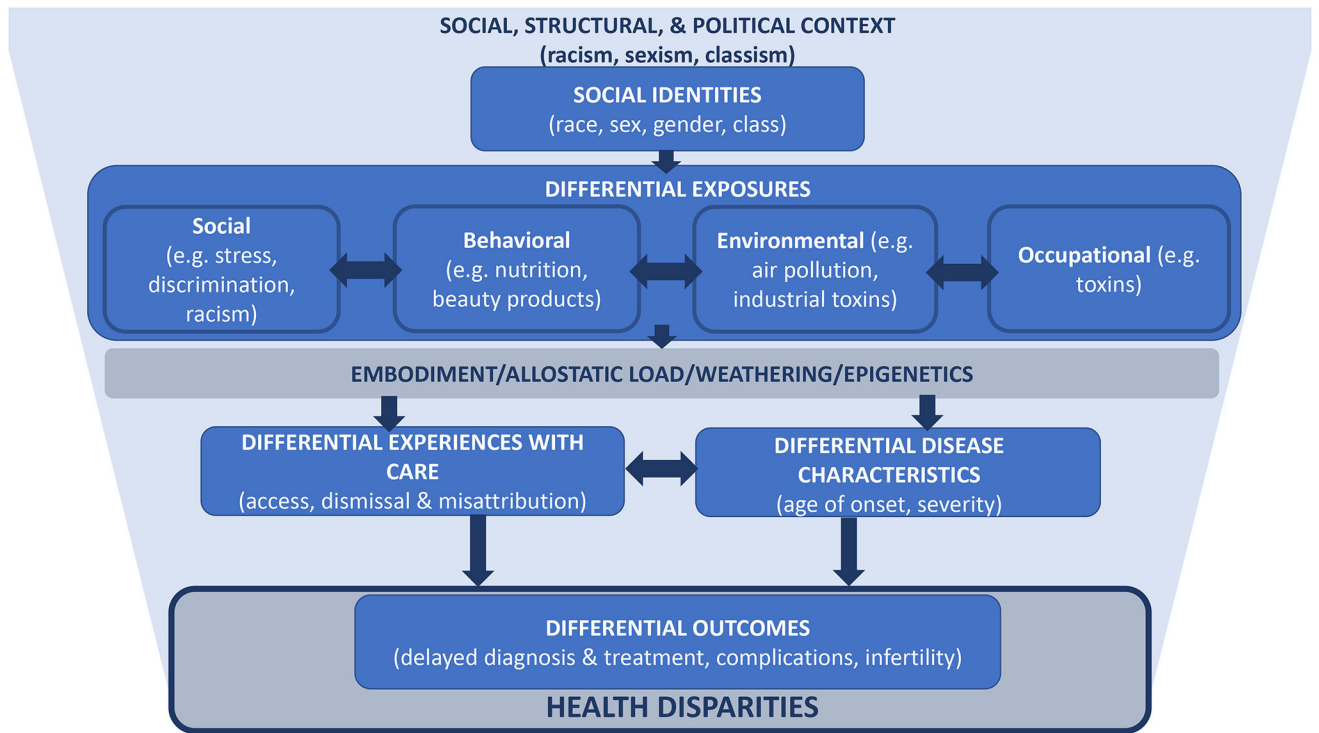 SOCIAL, STRUCTURAL, & POLITICAL CONTEXT
(racism, sexism, classism)
SOCIAL IDENTITIES
(race, sex, gender, class)
DIFFERENTIAL EXPOSURES
Social
(e.g. stress,
discrimination,
racism)
Behavioral
(e.g. nutrition,
beauty products)
Environmental (e.g.
air pollution,
industrial toxins)
Occupational (e.g.
toxins)
EMBODIMENT/ALLOSTATIC LOAD/WEATHERING/EPIGENETICS
DIFFERENTIAL EXPERIENCES WITH
CARE
(access, dismissal & misattribution)
DIFFERENTIAL DISEASE
CHARACTERISTICS
(age of onset, severity)
DIFFERENTIAL OUTCOMES
(delayed diagnosis & treatment, complications, infertility)
HEALTH DISPARITIES